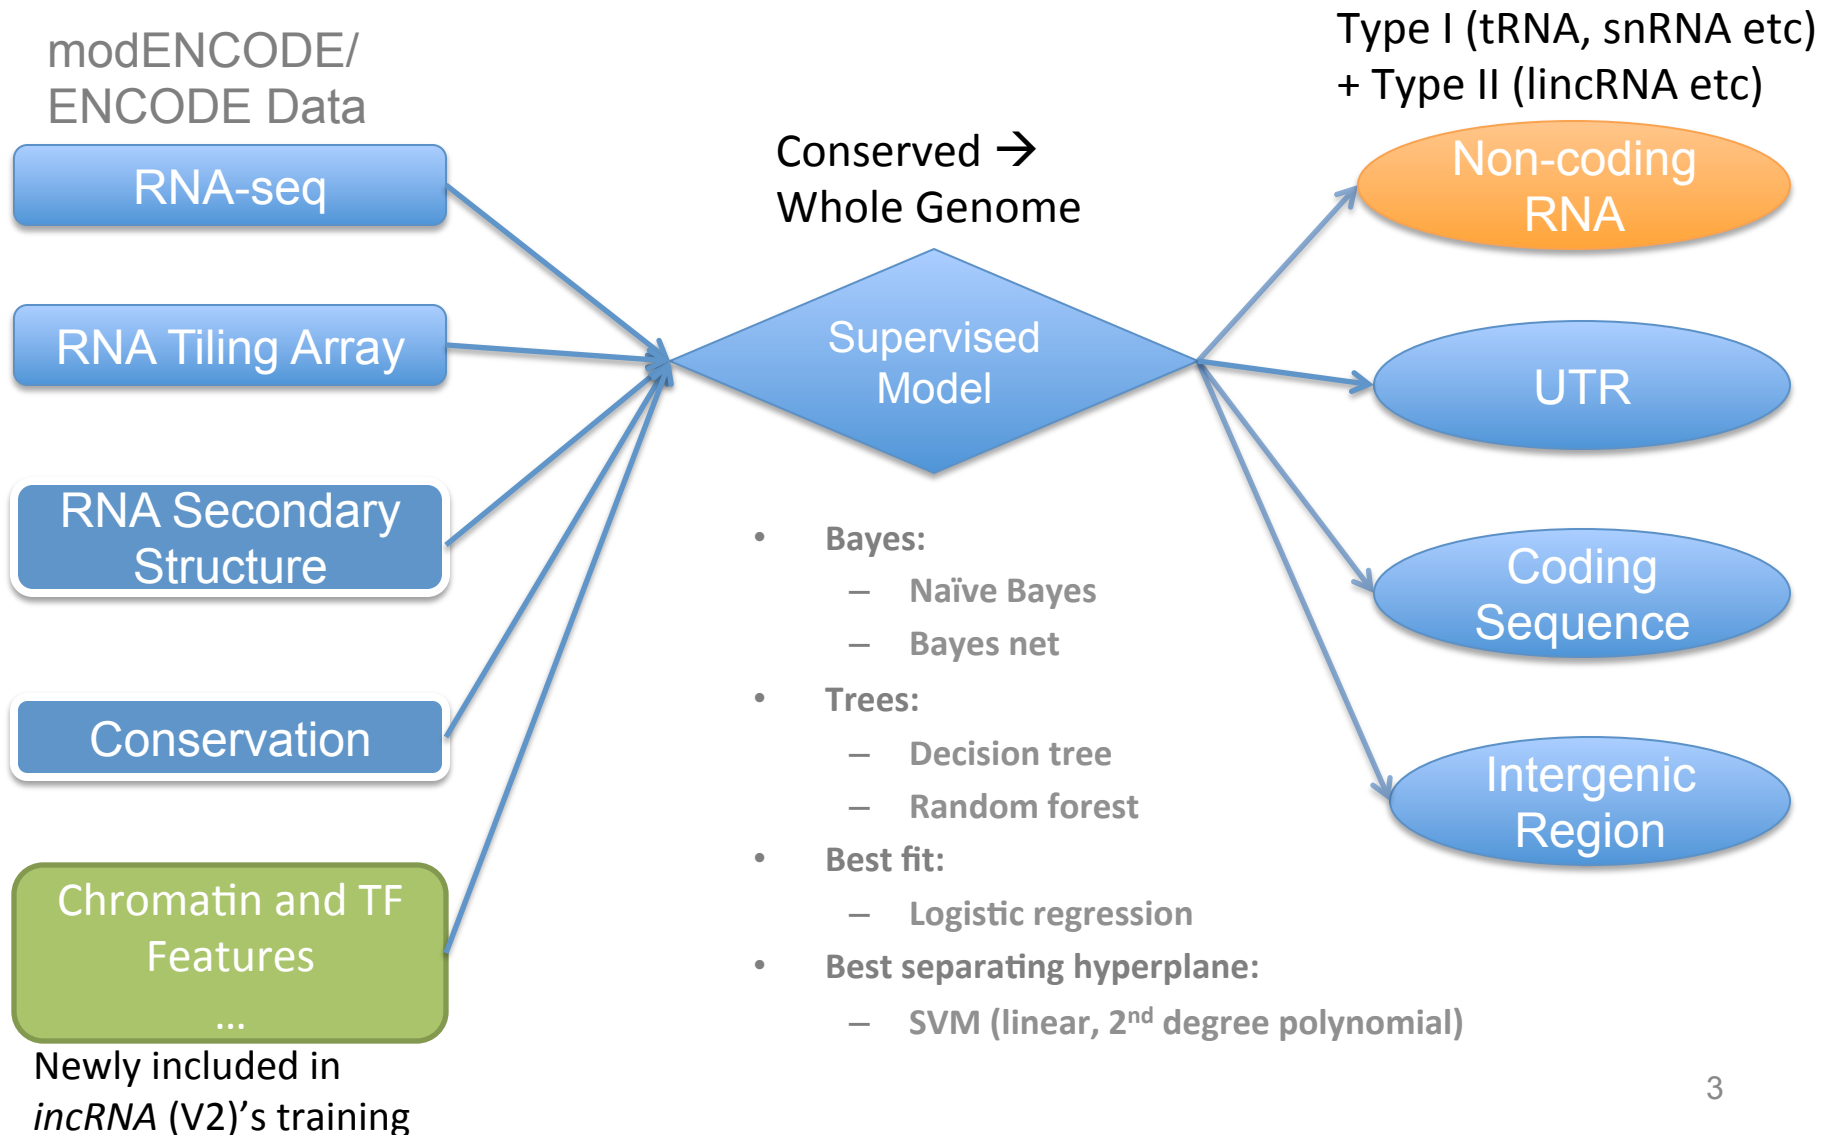 modENCODE/
ENCODE Data
RNA-seq
RNA Tiling Array
RNA Secondary
Structure
Conservation
Chromatin and TF
Features
...
Newly included in
incRNA (V2)’s training
Conserved →
Whole Genome
Supervised
Model
• Bayes:
– Naïve Bayes
– Bayes net
• Trees:
– Decision tree
– Random forest
• Best fit:
– Logistic regression
• Best separating hyperplane:
– SVM (linear, 2nd degree polynomial)
Type I (tRNA, snRNA etc)
+ Type II (lincRNA etc)
Non-coding
RNA
UTR
Coding
Sequence
Intergenic
Region
3